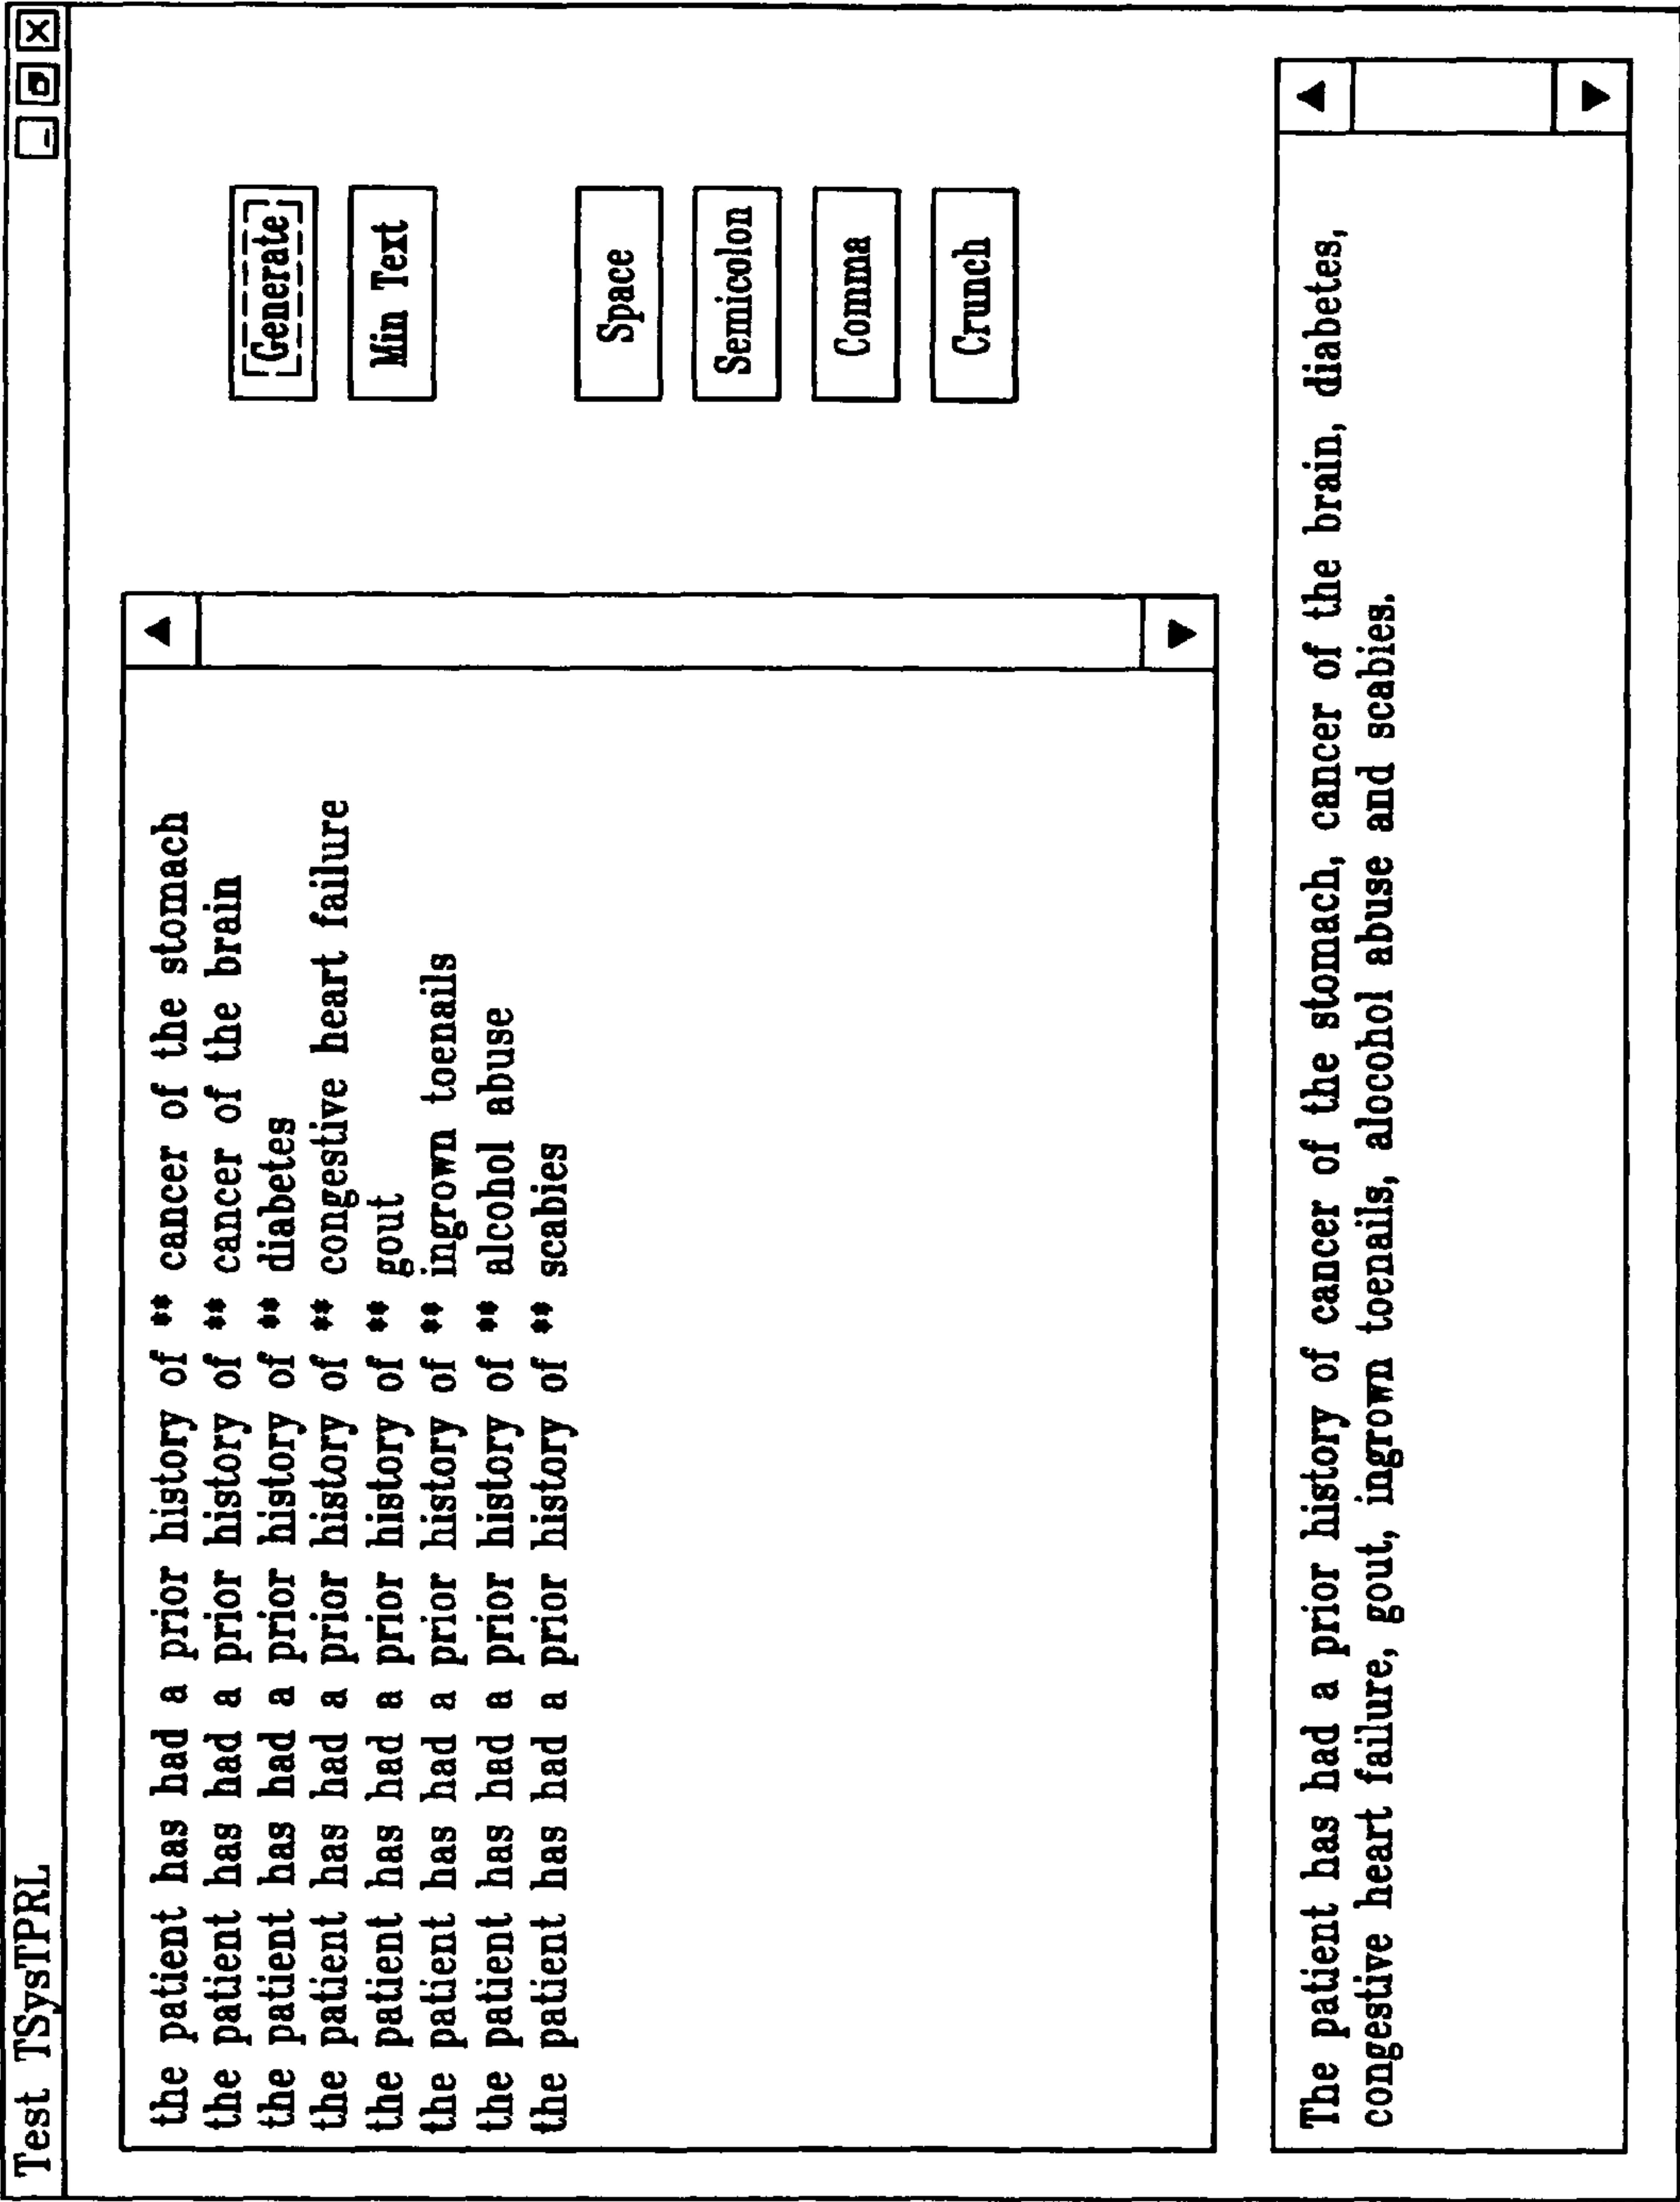 Test TSysTPRL
the patient has had a prior history of ** cancer of the stomach
the patient has had a prior history of ** cancer of the brain
the patient has had a prior history of ** diabetes
the patient has had a prior history of ** congestive heart failure
the patient has had a prior history of ** gout
the patient has had a prior history of ** ingrown toenails
the patient has had a prior history of ** alcohol abuse
the patient has had a prior history of ** scabies
Generate
Min Text
Space
Semicolon
Comma
Crunch
The patient has had a prior history of cancer of the stomach, cancer of the brain, diabetes,
congestive heart failure, gout, ingrown toenails, alocohol abuse and scabies.